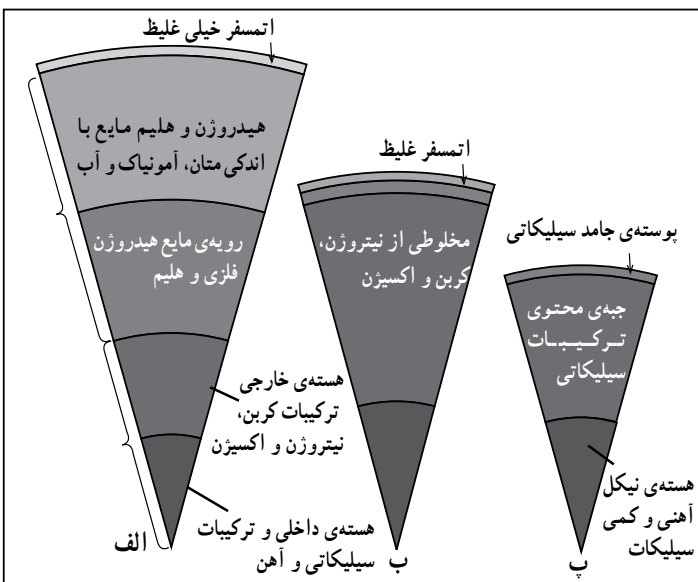 اتمسفر خیلی غلیظ
هیدروژن و هلیم مایع با
اندکی متان، آمونیاک و آب
رویه‌ی مایع هیدروژن
فلزی و هلیم
هسته‌ی خارجی
ترکیبات کربن،
نیتروژن و اکسیژن
هسته‌ی داخلی و ترکیبات
سیلیکاتی و آهن
الف
اتمسفر غلیظ
مخلوطی از نیتروژن،
کربن و اکسیژن
ب
پوسته‌ی جامد سیلیکاتی
جبه‌ی محتوی
ترکیبات
سیلیکاتی
هسته‌ی نیکل
آهنی و کمی
سیلیکات
پ